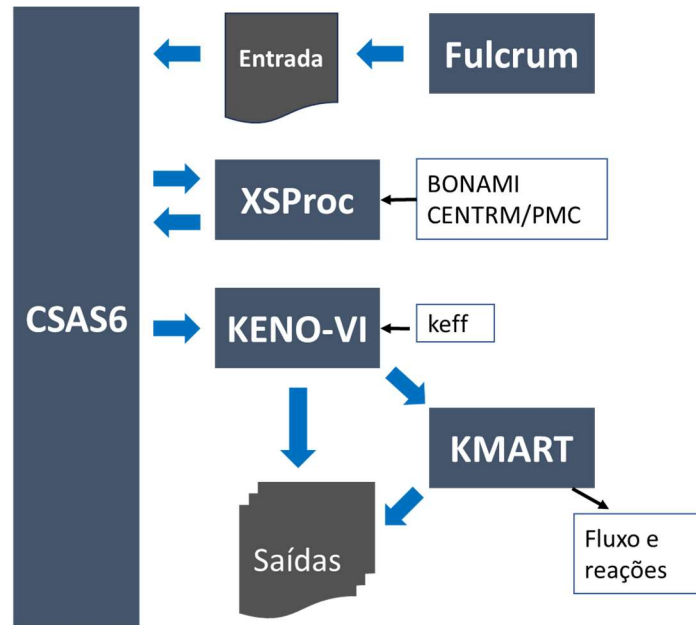 Entrada
Fulcrum
XSProc
BONAMI
CENTRM/PMC
CSAS6
KENO-VI
keff
KMART
Saídas
Fluxo e
reações